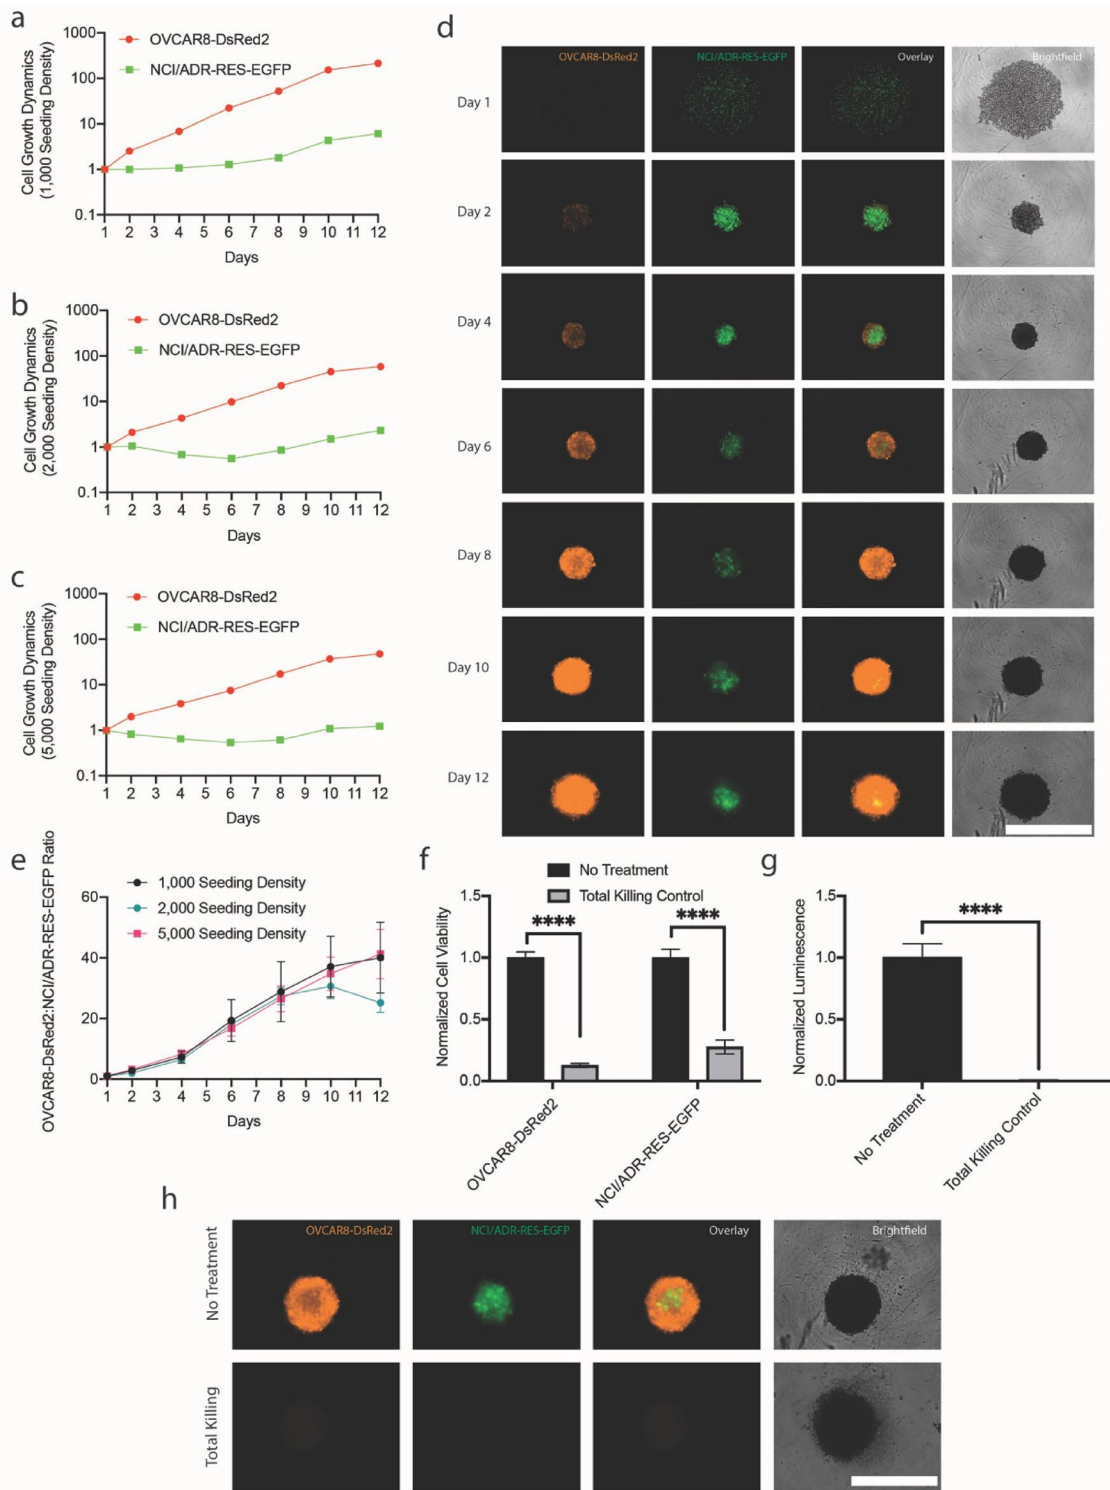 a
OVCAR8-DsRed2
NCI/ADR-RES-EGFP
Cell Growth Dynamics
(1,000 Seeding Density)
1000
100
10
1
0.1
1 2 3 4 5 6 7 8 9 10 11 12
Days
b
OVCAR8-DsRed2
NCI/ADR-RES-EGFP
Cell Growth Dynamics
(2,000 Seeding Density)
1000
100
10
1
0.1
1 2 3 4 5 6 7 8 9 10 11 12
Days
c
OVCAR8-DsRed2
NCI/ADR-RES-EGFP
Cell Growth Dynamics
(5,000 Seeding Density)
1000
100
10
1
0.1
1 2 3 4 5 6 7 8 9 10 11 12
Days
d
OVCAR8-DsRed2 NCI/ADR-RES-EGFP Overlay Brightfield
Day 1
Day 2
Day 4
Day 6
Day 8
Day 10
Day 12
e
1,000 Seeding Density
2,000 Seeding Density
5,000 Seeding Density
OVCAR8-DsRed2:NCI/ADR-RES-EGFP Ratio
60
40
20
0
1 2 3 4 5 6 7 8 9 10 11 12
Days
f
No Treatment
Total Killing Control
Normalized Cell Viability
1.5
1.0
0.5
0.0
**** ****
OVCAR8-DsRed2
NCI/ADR-RES-EGFP
g
Normalized Luminescence
1.5
1.0
0.5
0.0
****
No Treatment
Total Killing Control
h
OVCAR8-DsRed2 NCI/ADR-RES-EGFP Overlay Brightfield
No Treatment
Total Killing